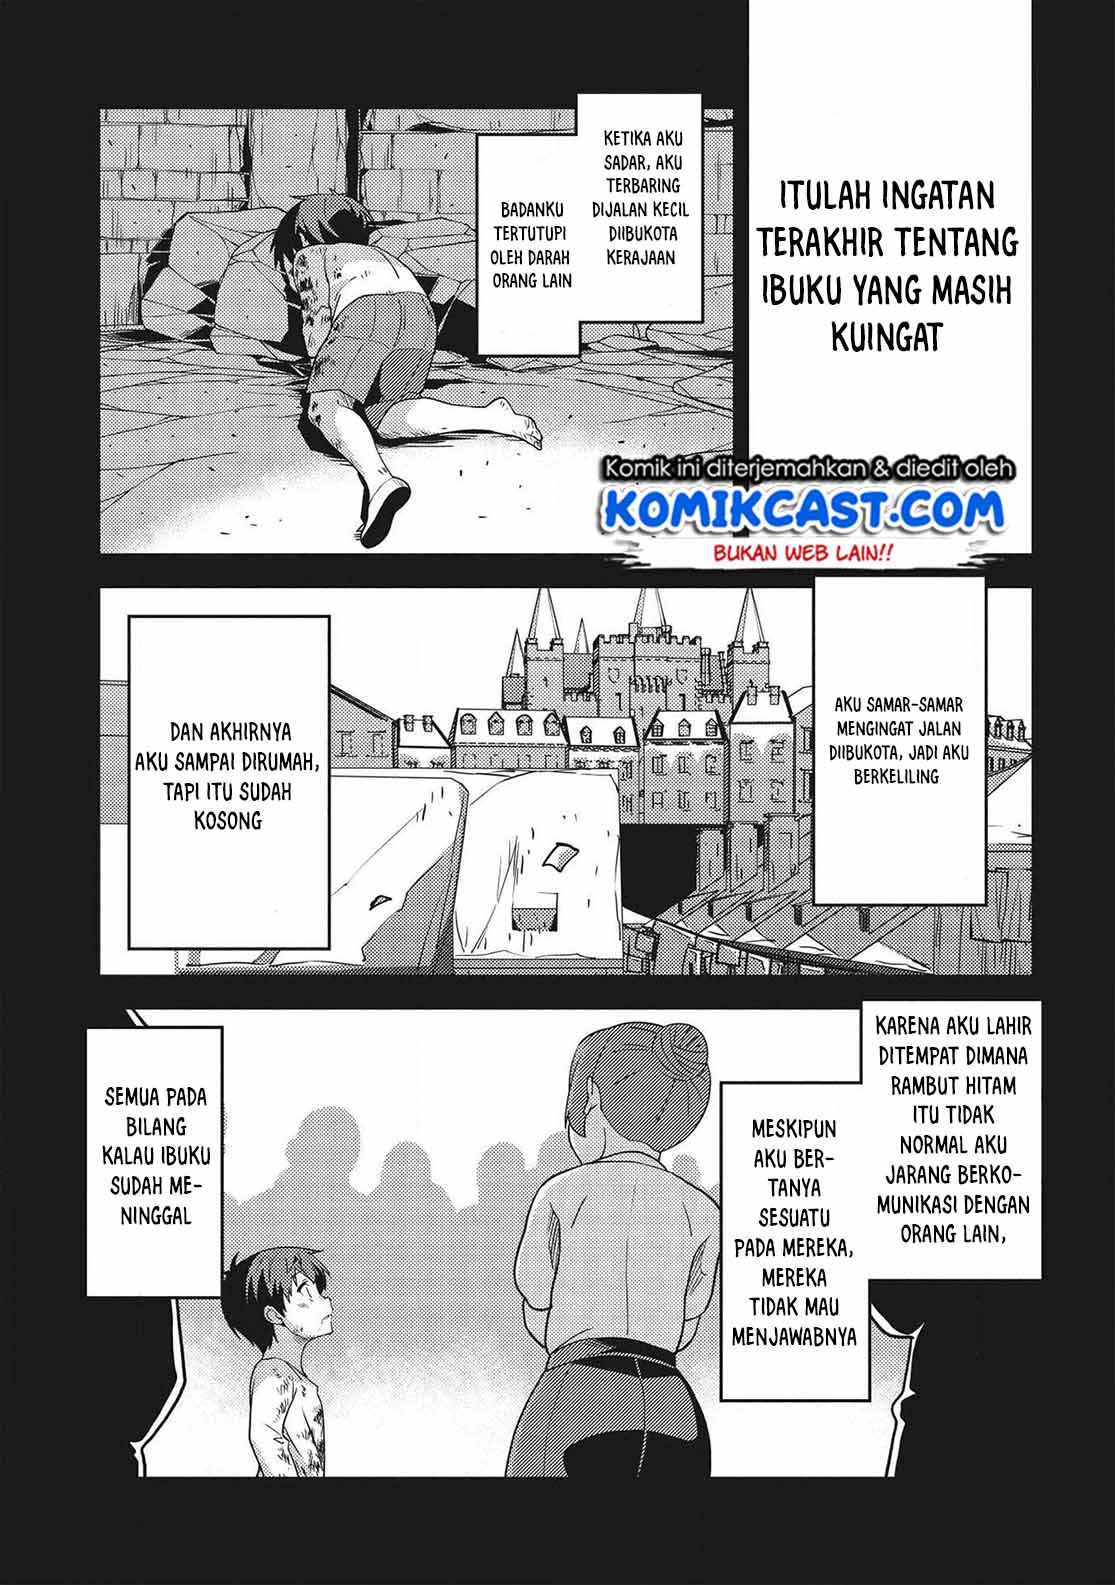 ITULAH INGATAN
TERAKHIR TENTANG
IBUKU YANG MASIH
KUINGAT
KETIKA AKU
SADAR, AKU
TERBARING
DIJALAN KECIL
DIIBUKOTA
KERAJAAN
BADANKU
TERTUTUPI
OLEH DARAH
ORANG LAIN
Komik ini diterjemahkan & diedit oleh
KOMIKCAST.COM
BUKAN WEB LAIN!!
AKU SAMAR-SAMAR
MENGINGAT JALAN
DIIBUKOTA, JADI AKU
BERKELILING
DAN AKHIRNYA
AKU SAMPAI DIRUMAH,
TAPI ITU SUDAH
KOSONG
KARENA AKU LAHIR
DITEMPAT DIMANA
RAMBUT HITAM
ITU TIDAK
NORMAL AKU
JARANG BERKO-
MUNIKASI DENGAN
ORANG LAIN,
MESKIPUN
AKU BER-
TANYA
SESUATU
PADA MEREKA,
MEREKA
TIDAK MAU
MENJAWABNYA
SEMUA PADA
BILANG
KALAU IBUKU
SUDAH ME-
NINGGAL